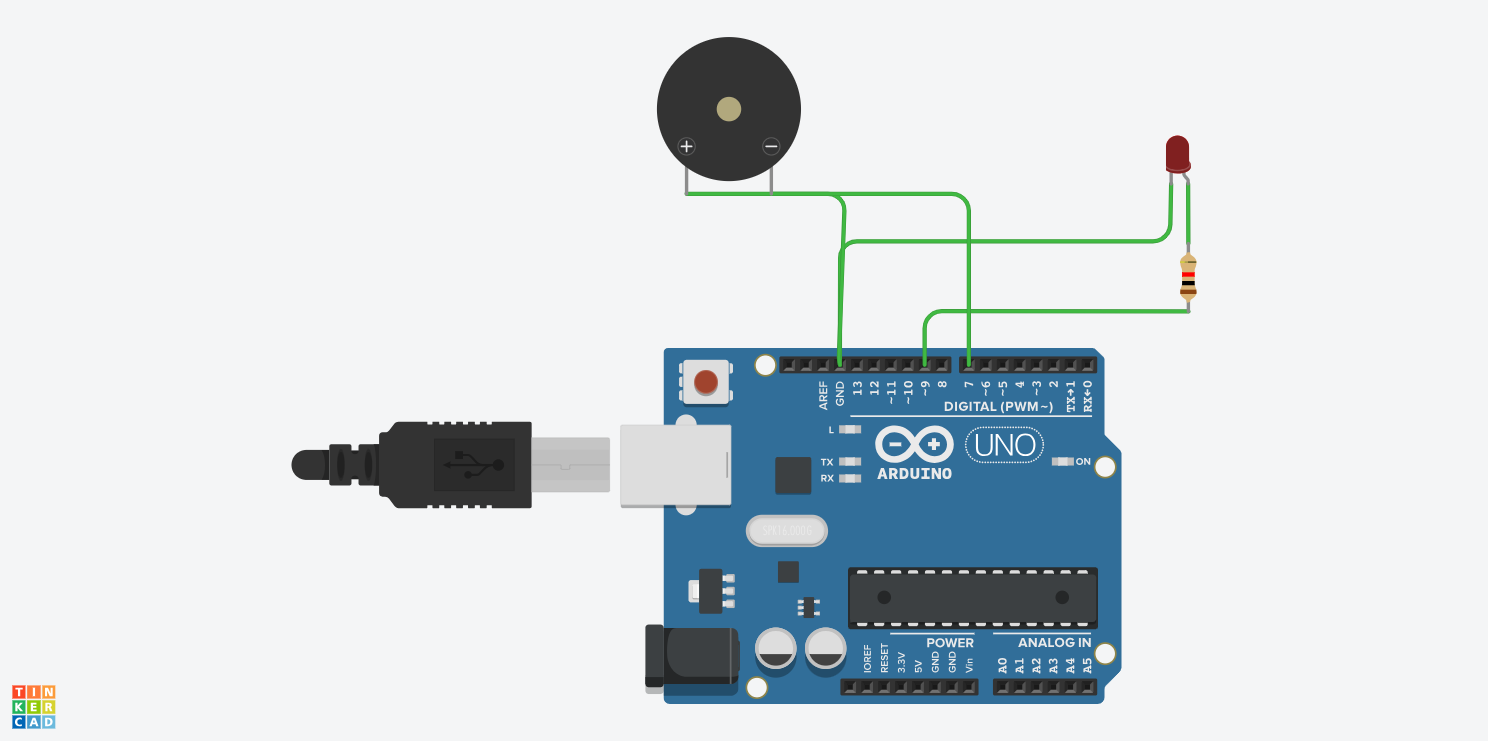 AREF
GND
13
12
~11
~10
~9
8
7
~6
~5
4
~3
2
TX→1
RX←0
DIGITAL (PWM~)
L
TX
RX
ARDUINO
UNO
ON
POWER
ANALOG IN
IOREF
RESET
3.3V
5V
GND
GND
Vin
A0
A1
A2
A3
A4
A5
TIN
KER
CAD